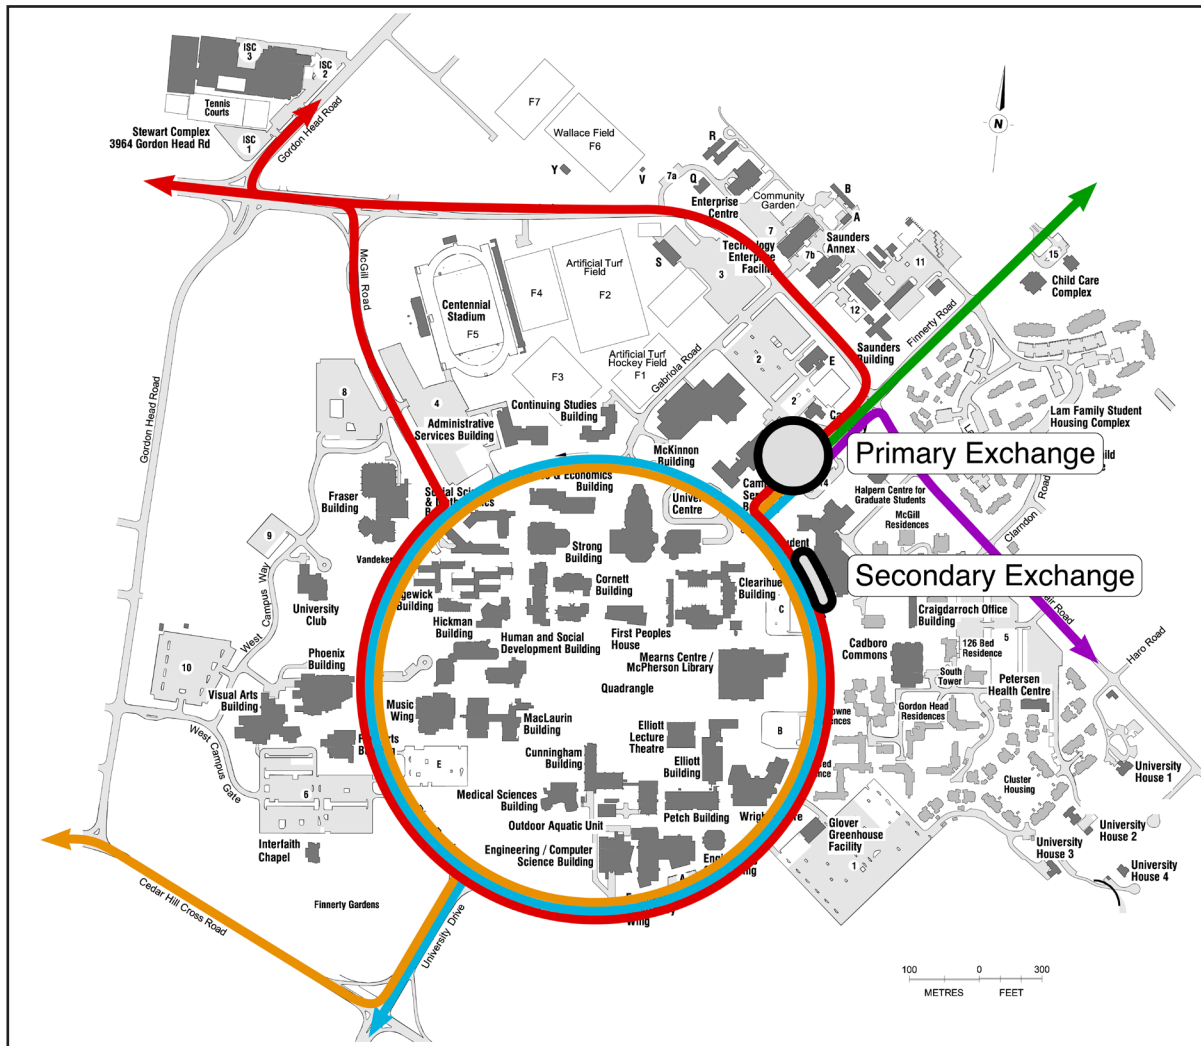 ISC
3
ISC
2
Tennis
Courts
ISC
1
Stewart Complex
3964 Gordon Head Rd
Gordon Head Road
F7
Wallace Field
F6
Y
V
R
Q
7a
Enterprise
Centre
Community
Garden
B
A
7
Saunders
Annex
Technology
Enterprise
Facility
7b
N
11
15
Child Care
Complex
12
Saunders
Building
Finnerty Road
S
3
McGill Road
Centennial
Stadium
F5
F4
Artificial Turf
Field
F2
Artificial Turf
Hockey Field
F1
F3
Gabriola Road
2
E
2
Gordon Head Road
8
4
Administrative
Services Building
Continuing Studies
Building
McKinnon
Building
Lam Family Student
Housing Complex
Primary Exchange
14
Halpern Centre for
Graduate Students
McGill
Residences
Clarndon
Road
Fraser
Building
& Economics
Building
Centre
9
University
Club
West Campus Way
Strong
Building
Cornett
Building
Clearihue
Building
C
Secondary Exchange
Craigdarroch Office
Building
5
Haro Road
Building
Hickman
Building
Human and Social
Development Building
First Peoples
House
Mearns Centre /
McPherson Library
Quadrangle
Cadboro
Commons
126 Bed
Residence
South
Tower
Petersen
Health Centre
Gordon Head
Residences
10
Phoenix
Building
Visual Arts
Building
West Campus
Gate
Music
Wing
MacLaurin
Building
Elliott
Lecture
Theatre
Elliott
Building
B
E
Cunningham
Building
Medical Sciences
Building
Petch Building
Outdoor Aquatic Unit
Engineering / Computer
Science Building
A
Wing
6
Interfaith
Chapel
Glover
Greenhouse
Facility
1
Cluster
Housing
University
House 1
University
House 2
University
House 3
University
House 4
Finnerty Gardens
Cedar Hill Cross Road
University Drive
100 0 300
METRES FEET